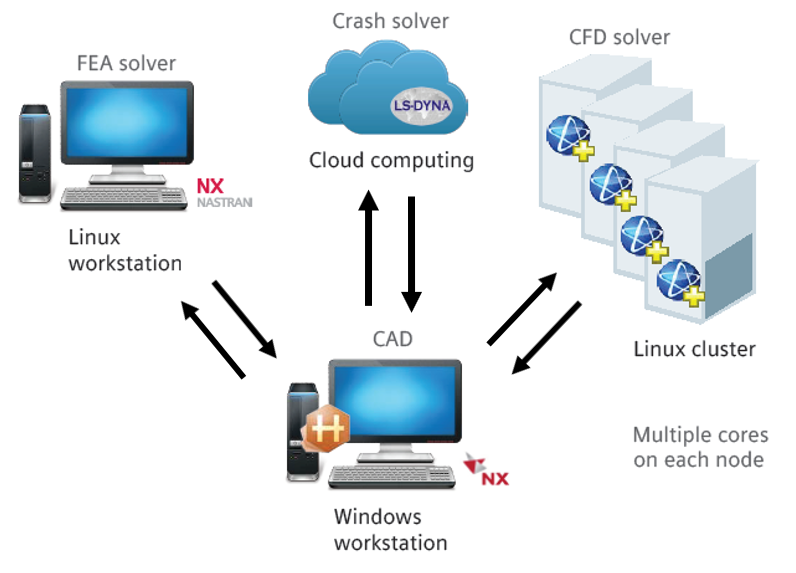 Crash solver
FEA solver
CFD solver
LS-DYNA
Cloud computing
NX
NASTRAN
Linux
workstation
CAD
Linux cluster
Multiple cores
on each node
H
NX
Windows
workstation